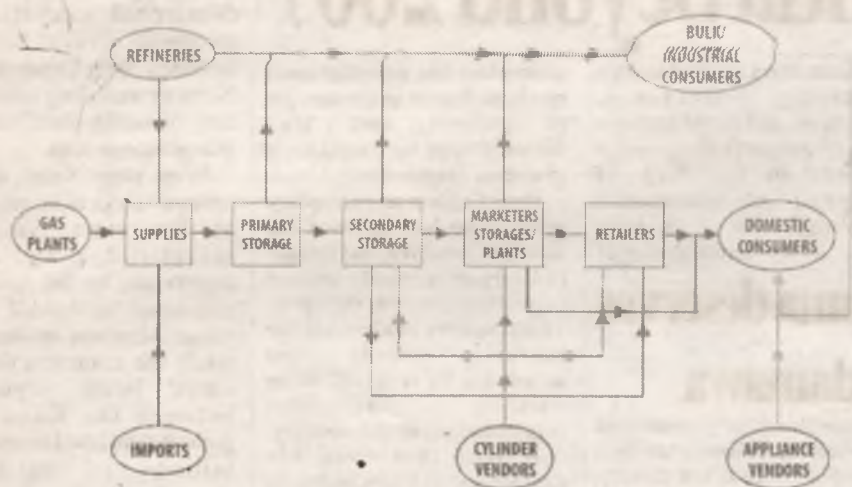 REFINERIES
BULK/
INDUSTRIAL
CONSUMERS
GAS
PLANTS
SUPPLIES
PRIMARY
STORAGE
SECONDARY
STORAGE
MARKETERS
STORAGES/
PLANTS
RETAILERS
DOMESTIC
CONSUMERS
IMPORTS
CYLINDER
VENDORS
APPLIANCE
VENDORS